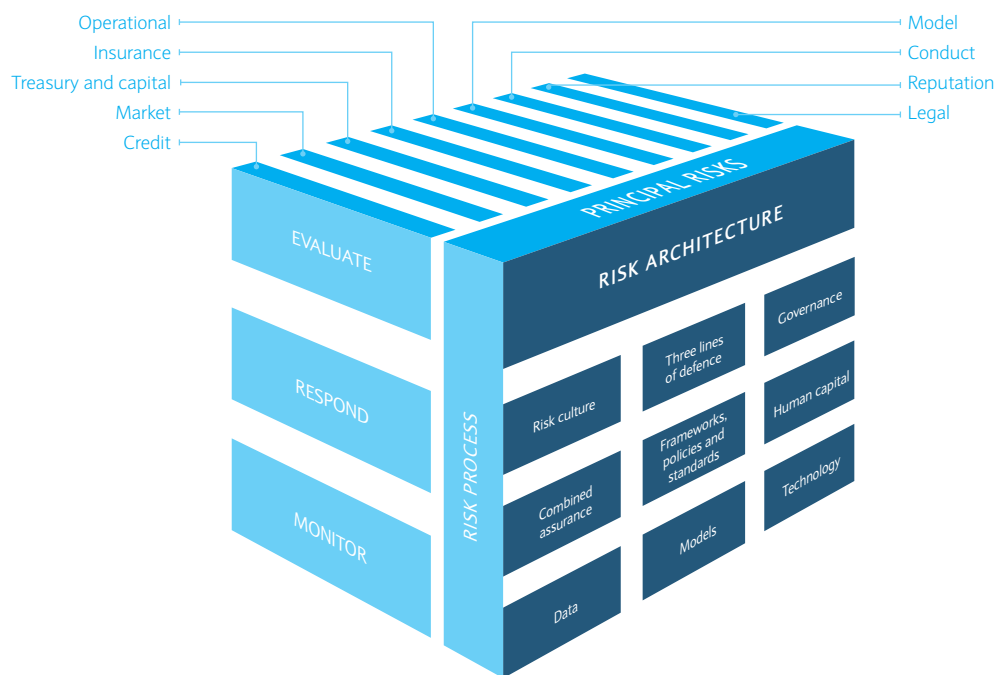 Operational
Insurance
Treasury and capital
Market
Credit
Model
Conduct
Reputation
Legal
PRINCIPAL RISKS
RISK ARCHITECTURE
RISK PROCESS
EVALUATE
RESPOND
MONITOR
Risk culture
Three lines
of defence
Governance
Combined
assurance
Frameworks,
policies and
standards
Human capital
Data
Models
Technology